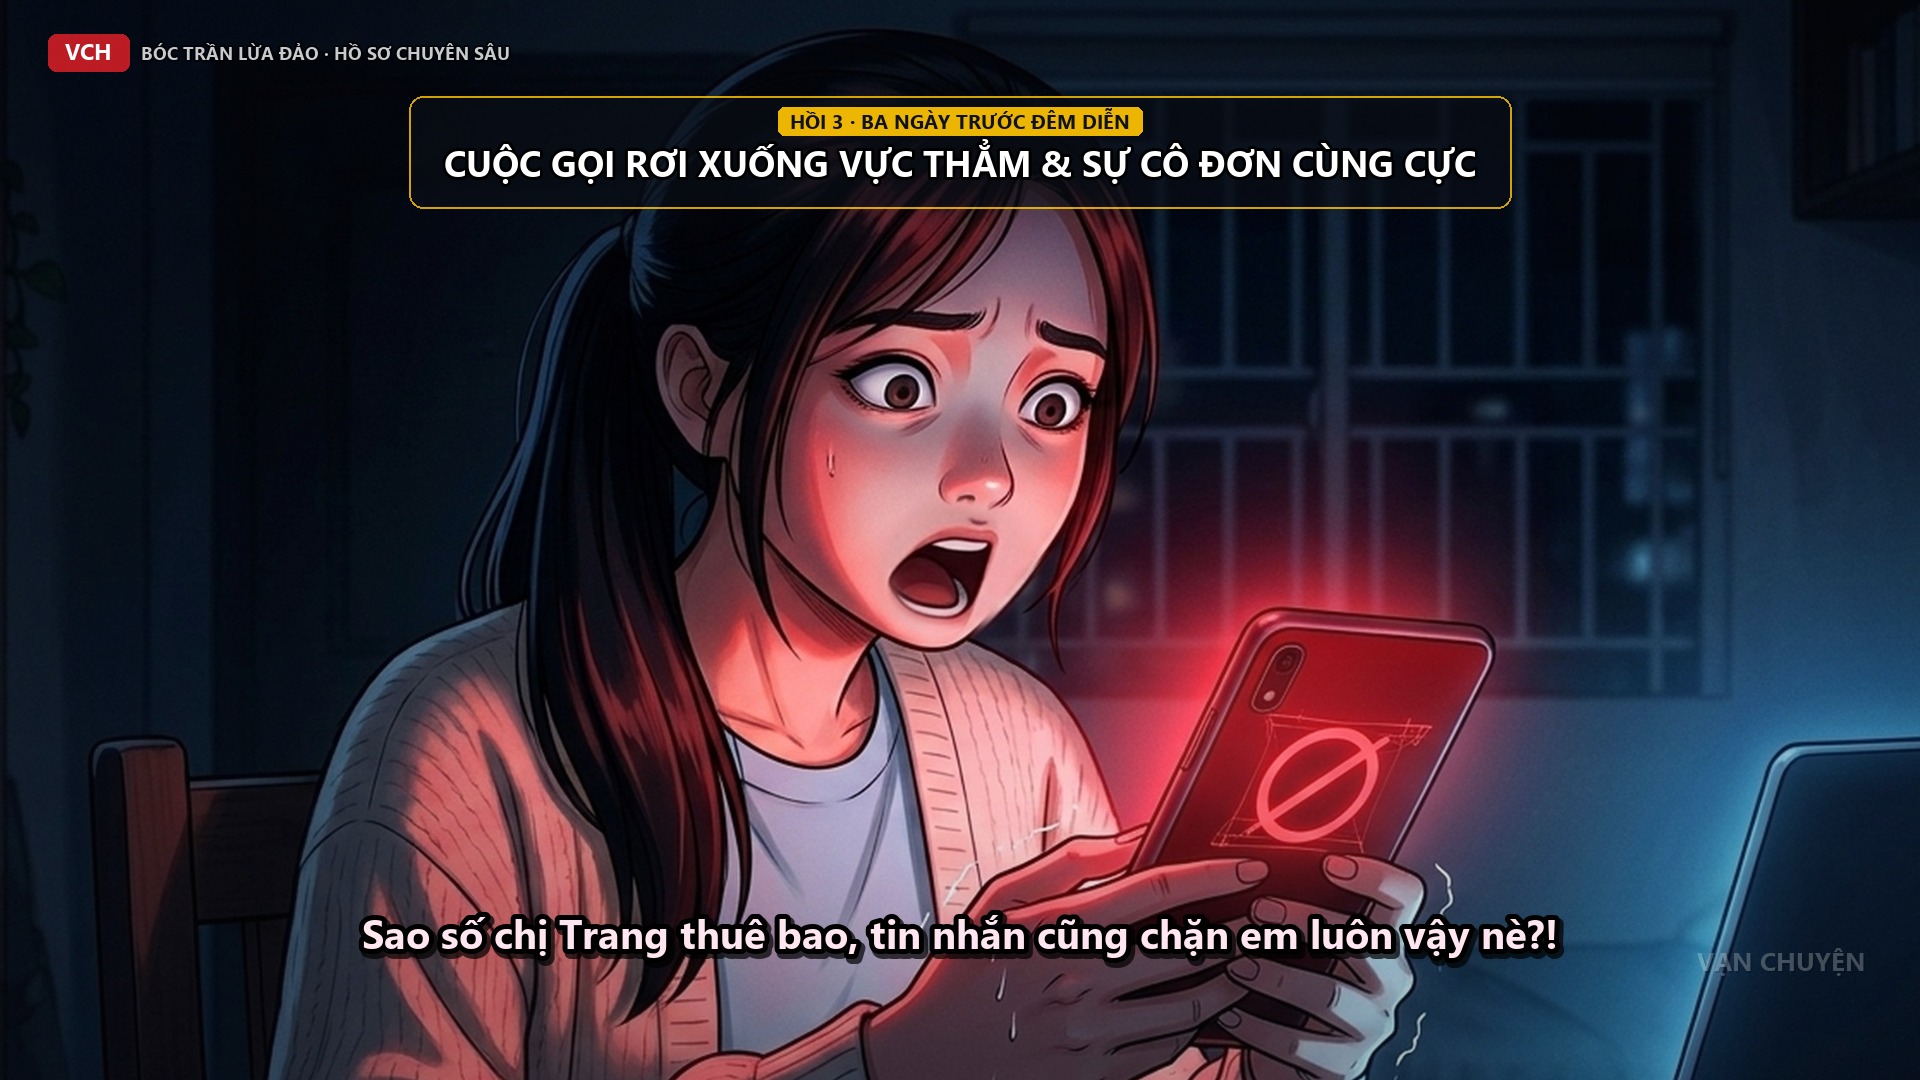 VCH BÓC TRẦN LỪA ĐẢO · HỒ SƠ CHUYÊN SÂU
HỒI 3 · BA NGÀY TRƯỚC ĐÊM DIỄN
CUỘC GỌI RƠI XUỐNG VỰC THẲM & SỰ CÔ ĐƠN CÙNG CỰC
Sao số chị Trang thuê bao, tin nhắn cũng chặn em luôn vậy nè?!
VẠN CHUYỆN